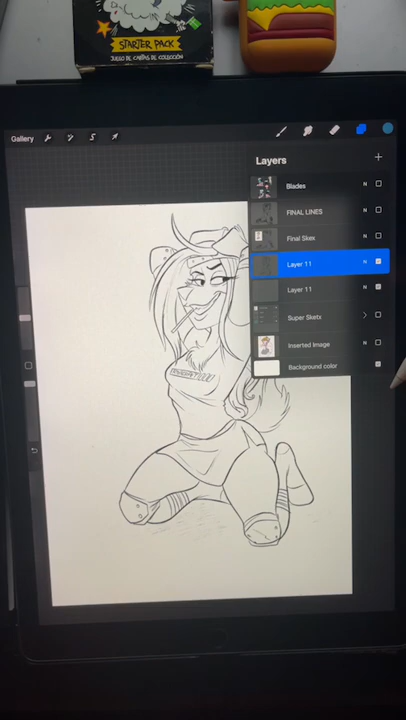 STARTER PACK
JUEGO DE CARTAS DE COLECCIÓN
Gallery
Layers
Blades
N
FINAL LINES
N
Final Skex
N
Layer 11
N
Layer 11
N
Super Sketx
Inserted Image
N
Background color